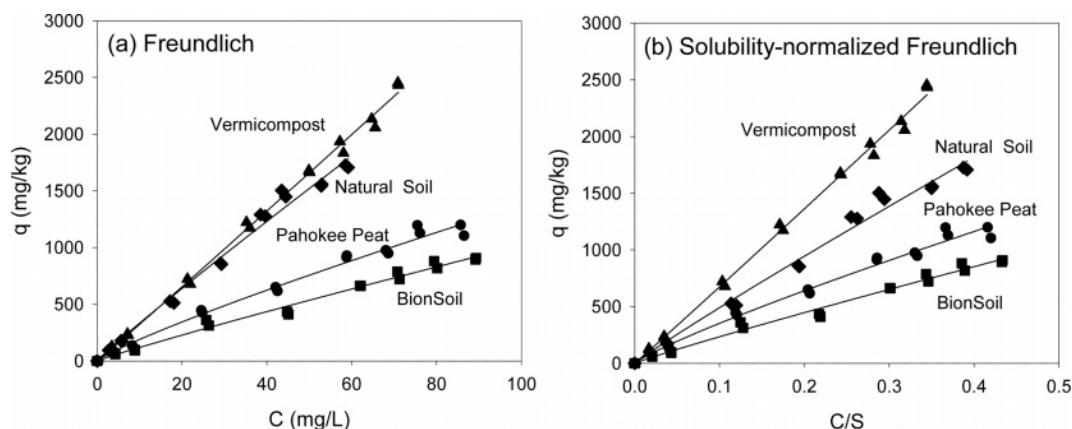 (a) Freundlich
3000
2500
2000
1500
1000
500
0
q (mg/kg)
Vermicompost
Natural Soil
Pahokee Peat
BionSoil
0 20 40 60 80 100
C (mg/L)
(b) Solubility-normalized Freundlich
3000
2500
2000
1500
1000
500
0
q (mg/kg)
Vermicompost
Natural Soil
Pahokee Peat
BionSoil
0.0 0.1 0.2 0.3 0.4 0.5
C/S